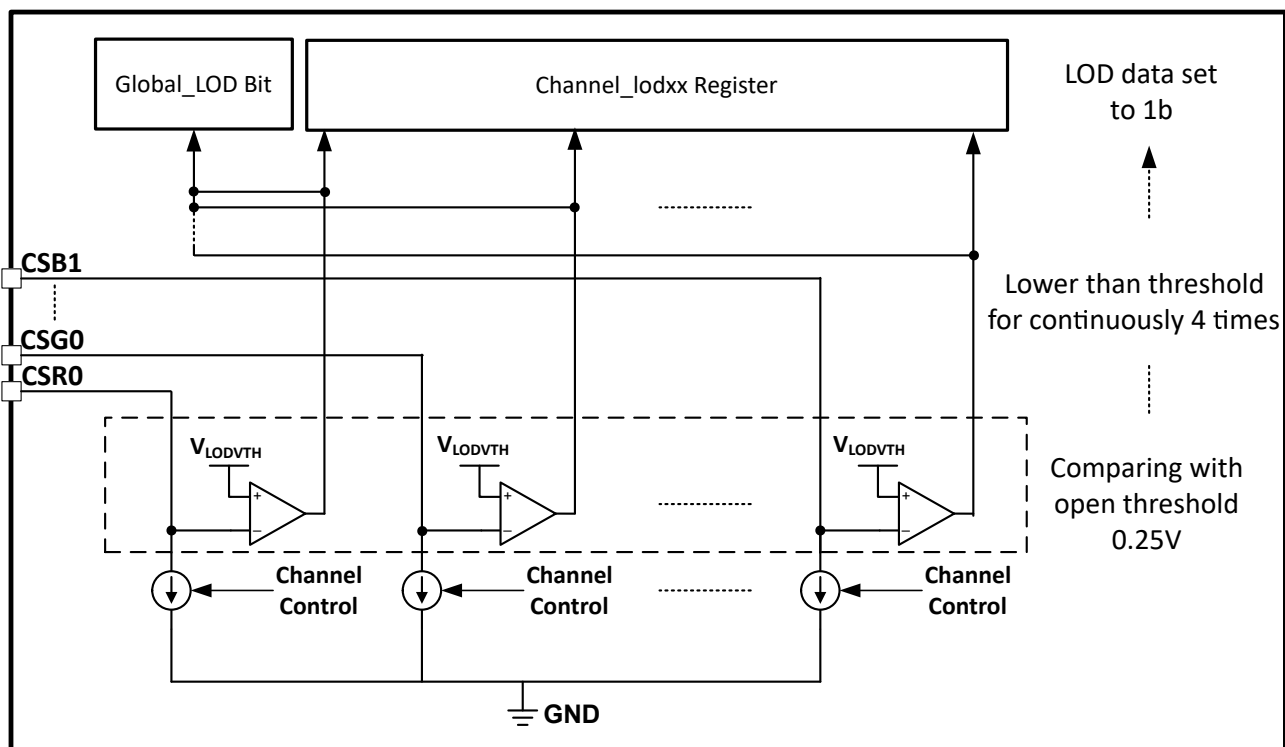 Global_LOD Bit
Channel_lodxx Register
LOD data set
to 1b
CSB1
CSG0
CSR0
Lower than threshold
for continuously 4 times
VLODVTH
VLODVTH
VLODVTH
+
−
+
−
+
−
Comparing with
open threshold
0.25V
Channel
Control
Channel
Control
Channel
Control
GND